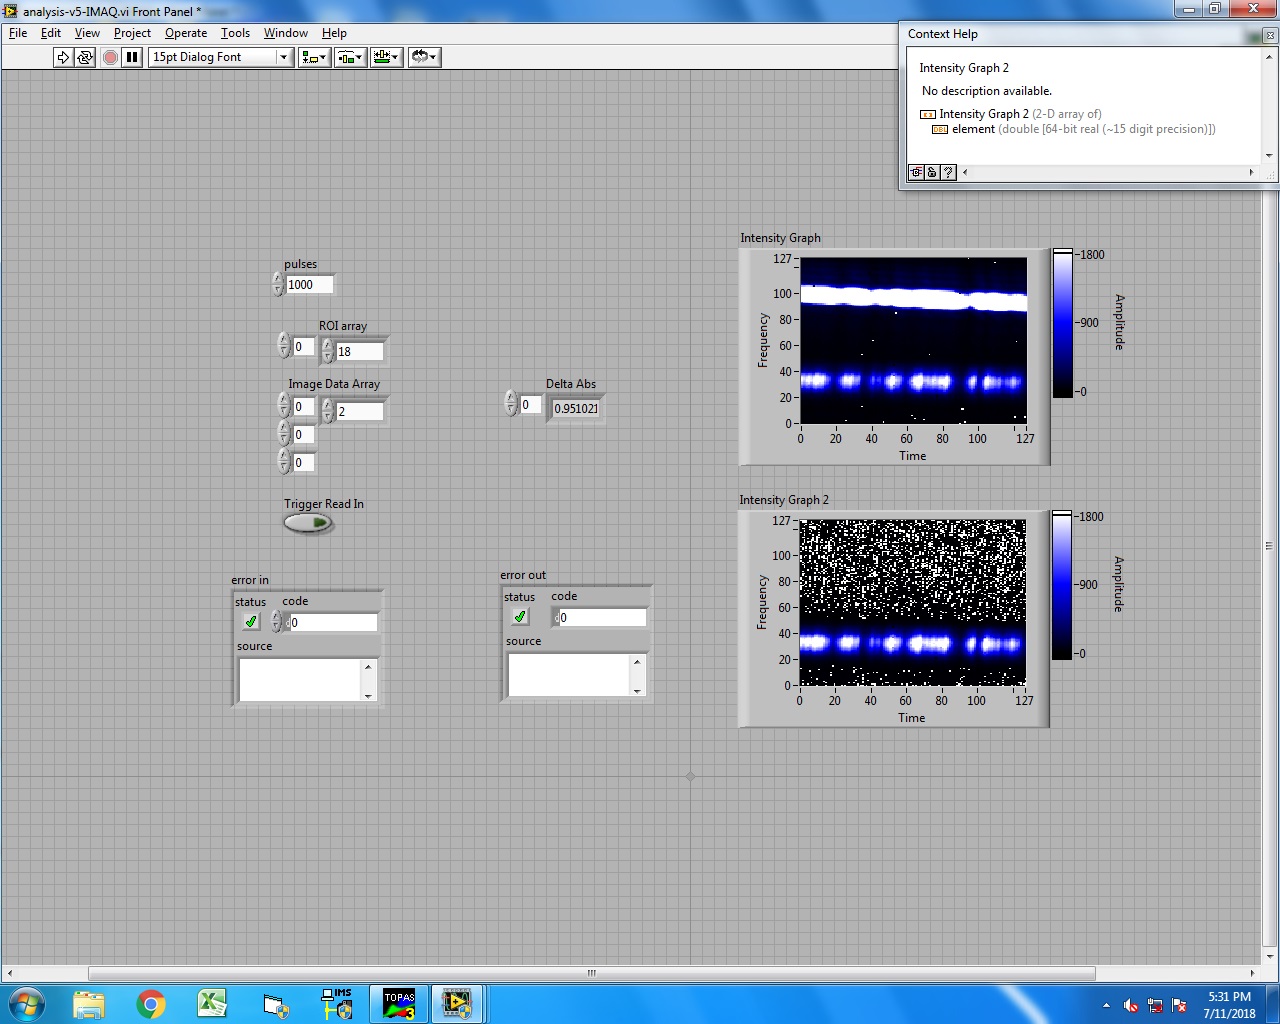 analysis-v5-IMAQ.vi Front Panel *
File Edit View Project Operate Tools Window Help
15pt Dialog Font
Context Help
Intensity Graph 2
No description available.
Intensity Graph 2 (2-D array of)
DBL element (double [64-bit real (~15 digit precision)])
?
pulses
1000
ROI array
0 18
Image Data Array
0 2
0
0
Trigger Read In
Delta Abs
0 0.951021
error in
status code
d 0
source
error out
status code
d 0
source
Intensity Graph
127
100
80
60
40
20
0
Frequency
0 20 40 60 80 100 127
Time
1800
900
0
Amplitude
Intensity Graph 2
127
100
80
60
40
20
0
Frequency
0 20 40 60 80 100 127
Time
1800
900
0
Amplitude
IMS
TOPAS
3
5:31 PM
7/11/2018